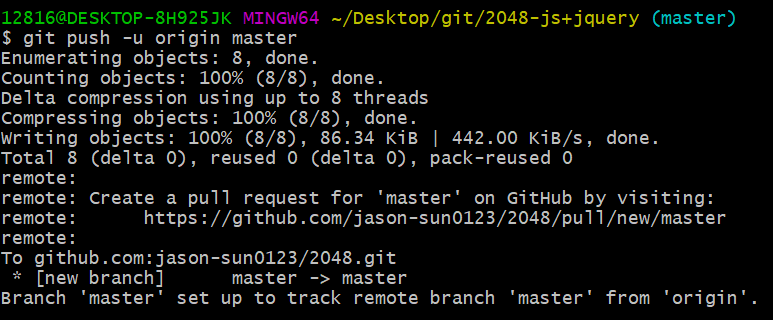 12816@DESKTOP-8H925JK MINGW64 ~/Desktop/git/2048-js+jquery (master)
$ git push -u origin master
Enumerating objects: 8, done.
Counting objects: 100% (8/8), done.
Delta compression using up to 8 threads
Compressing objects: 100% (8/8), done.
Writing objects: 100% (8/8), 86.34 KiB | 442.00 KiB/s, done.
Total 8 (delta 0), reused 0 (delta 0), pack-reused 0
remote:
remote: Create a pull request for 'master' on GitHub by visiting:
remote:      https://github.com/jason-sun0123/2048/pull/new/master
remote:
To github.com:jason-sun0123/2048.git
 * [new branch]      master -> master
Branch 'master' set up to track remote branch 'master' from 'origin'.